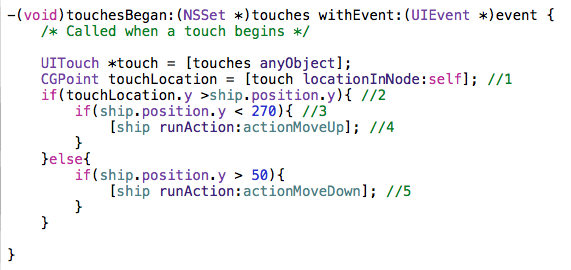 -(void)touchesBegan:(NSSet *)touches withEvent:(UIEvent *)event {
    /* Called when a touch begins */

    UITouch *touch = [touches anyObject];
    CGPoint touchLocation = [touch locationInNode:self]; //1
    if(touchLocation.y >ship.position.y){ //2
        if(ship.position.y < 270){ //3
            [ship runAction:actionMoveUp]; //4
        }
    }else{
        if(ship.position.y > 50){
            [ship runAction:actionMoveDown]; //5
        }
    }

}